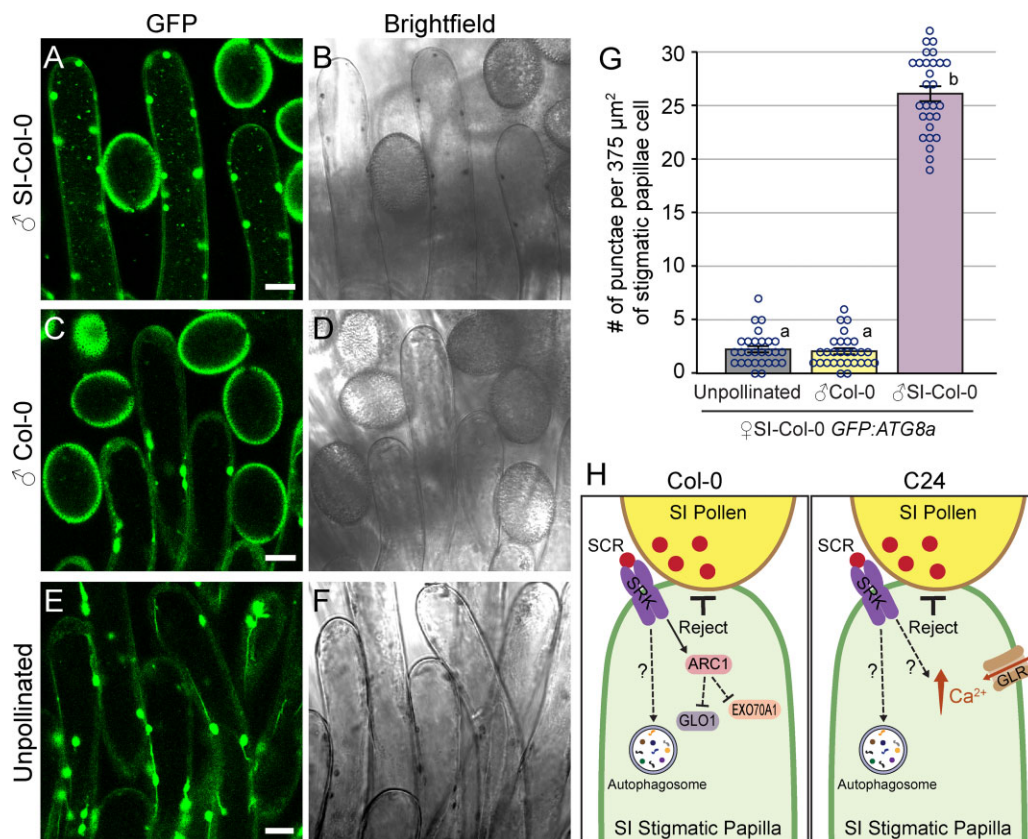 GFP
Brightfield
♂ SI-Col-0
A
B
♂ Col-0
C
D
Unpollinated
E
F
G
# of punctae per 375 µm²
of stigmatic papillae cell
30
25
20
15
10
5
0
a
a
b
Unpollinated
♂Col-0
♂SI-Col-0
♀SI-Col-0 GFP:ATG8a
H
Col-0
C24
SI Pollen
SCR
SRK
Reject
?
ARC1
GLO1
EXO70A1
Autophagosome
SI Stigmatic Papilla
SI Pollen
SCR
SRK
Reject
?
?
Ca²⁺
GLR
Autophagosome
SI Stigmatic Papilla